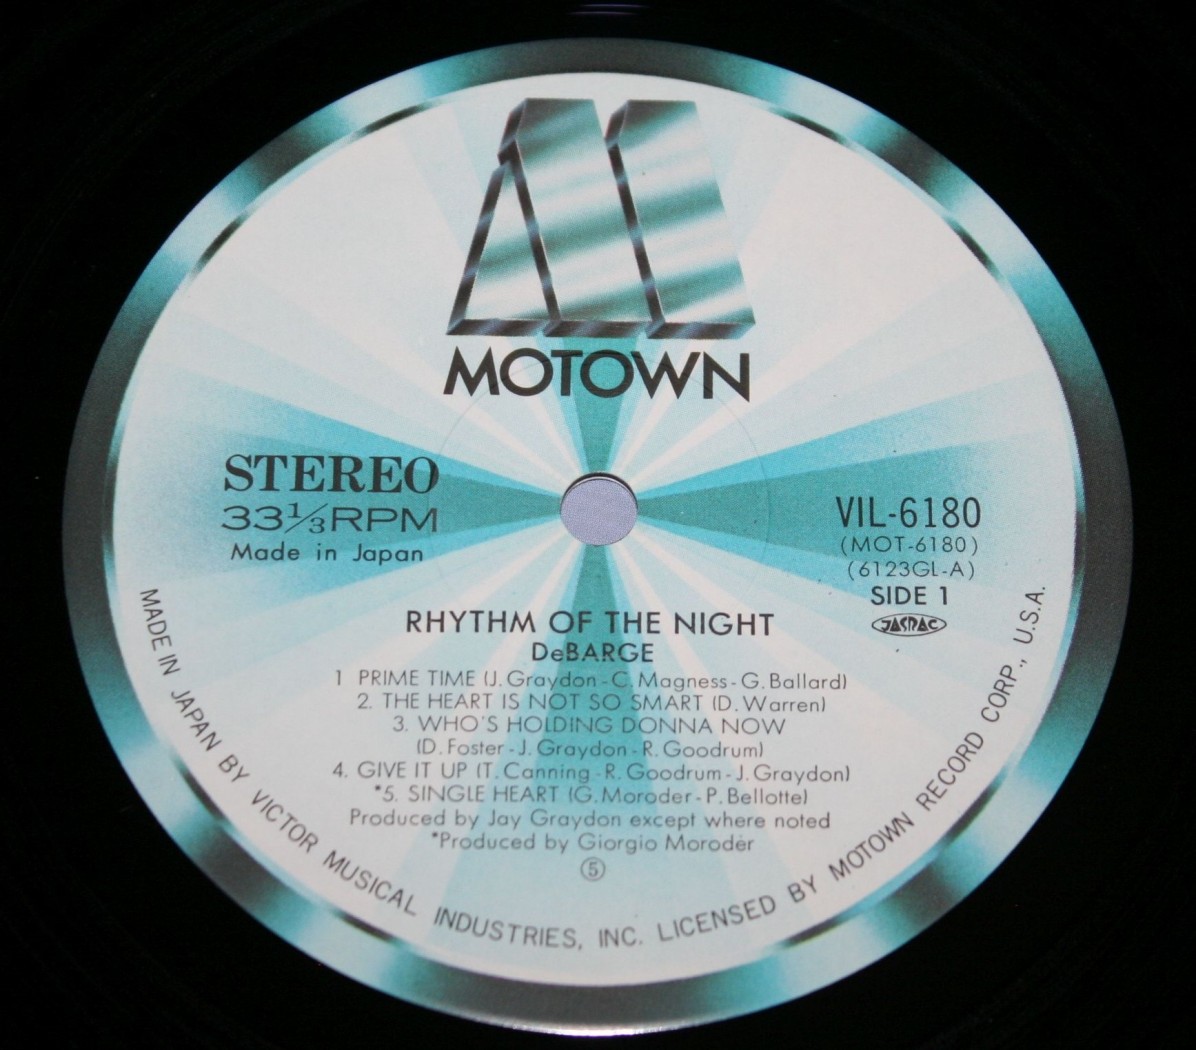 MOTOWN
STEREO
33⅓RPM
Made in Japan
VIL-6180
(MOT-6180)
(6123GL-A)
SIDE 1
JASRAC
RHYTHM OF THE NIGHT
DeBARGE
1 PRIME TIME (J. Graydon-C. Magness-G. Ballard)
2. THE HEART IS NOT SO SMART (D. Warren)
3. WHO'S HOLDING DONNA NOW
(D. Foster-J. Graydon-R. Goodrum)
4. GIVE IT UP (T. Canning-R. Goodrum-J. Graydon)
*5. SINGLE HEART (G. Moroder-P. Bellotte)
Produced by Jay Graydon except where noted
*Produced by Giorgio Moroder
⑤
MADE IN JAPAN BY VICTOR MUSICAL INDUSTRIES, INC. LICENSED BY MOTOWN RECORD CORP., U.S.A.